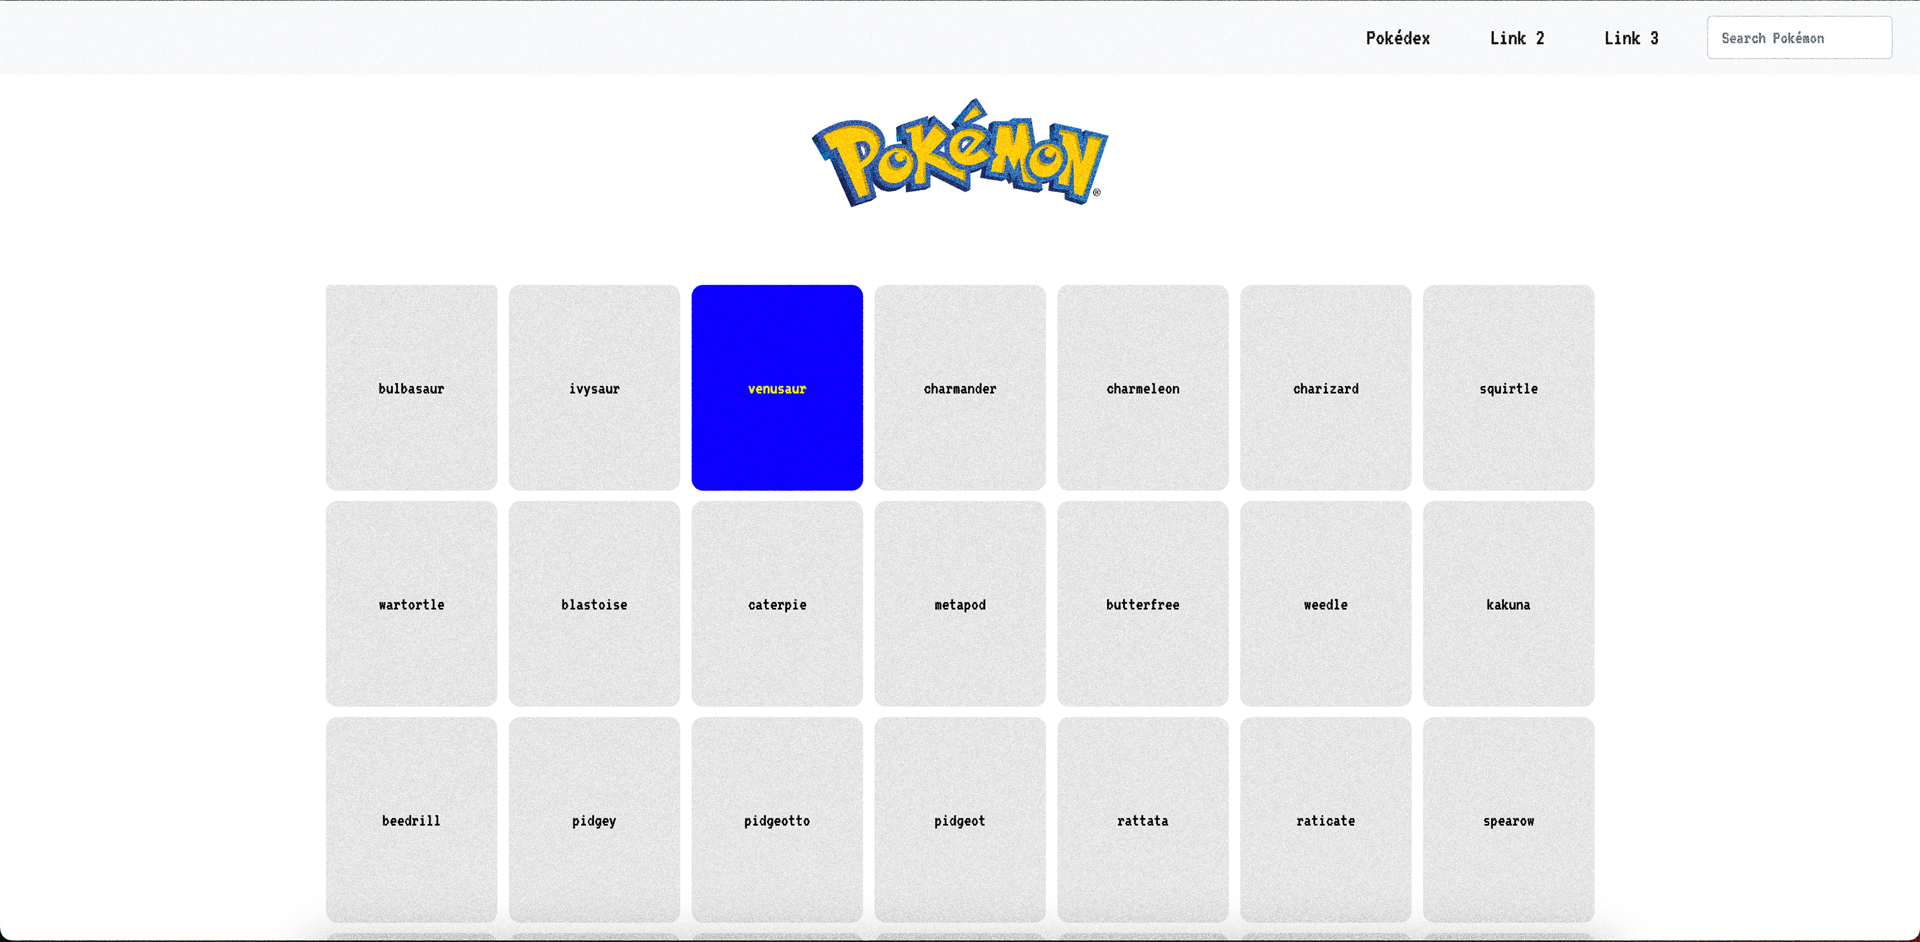 Pokédex Link 2 Link 3 Search Pokémon
POKéMON®
bulbasaur ivysaur venusaur charmander charmeleon charizard squirtle
wartortle blastoise caterpie metapod butterfree weedle kakuna
beedrill pidgey pidgeotto pidgeot rattata raticate spearow